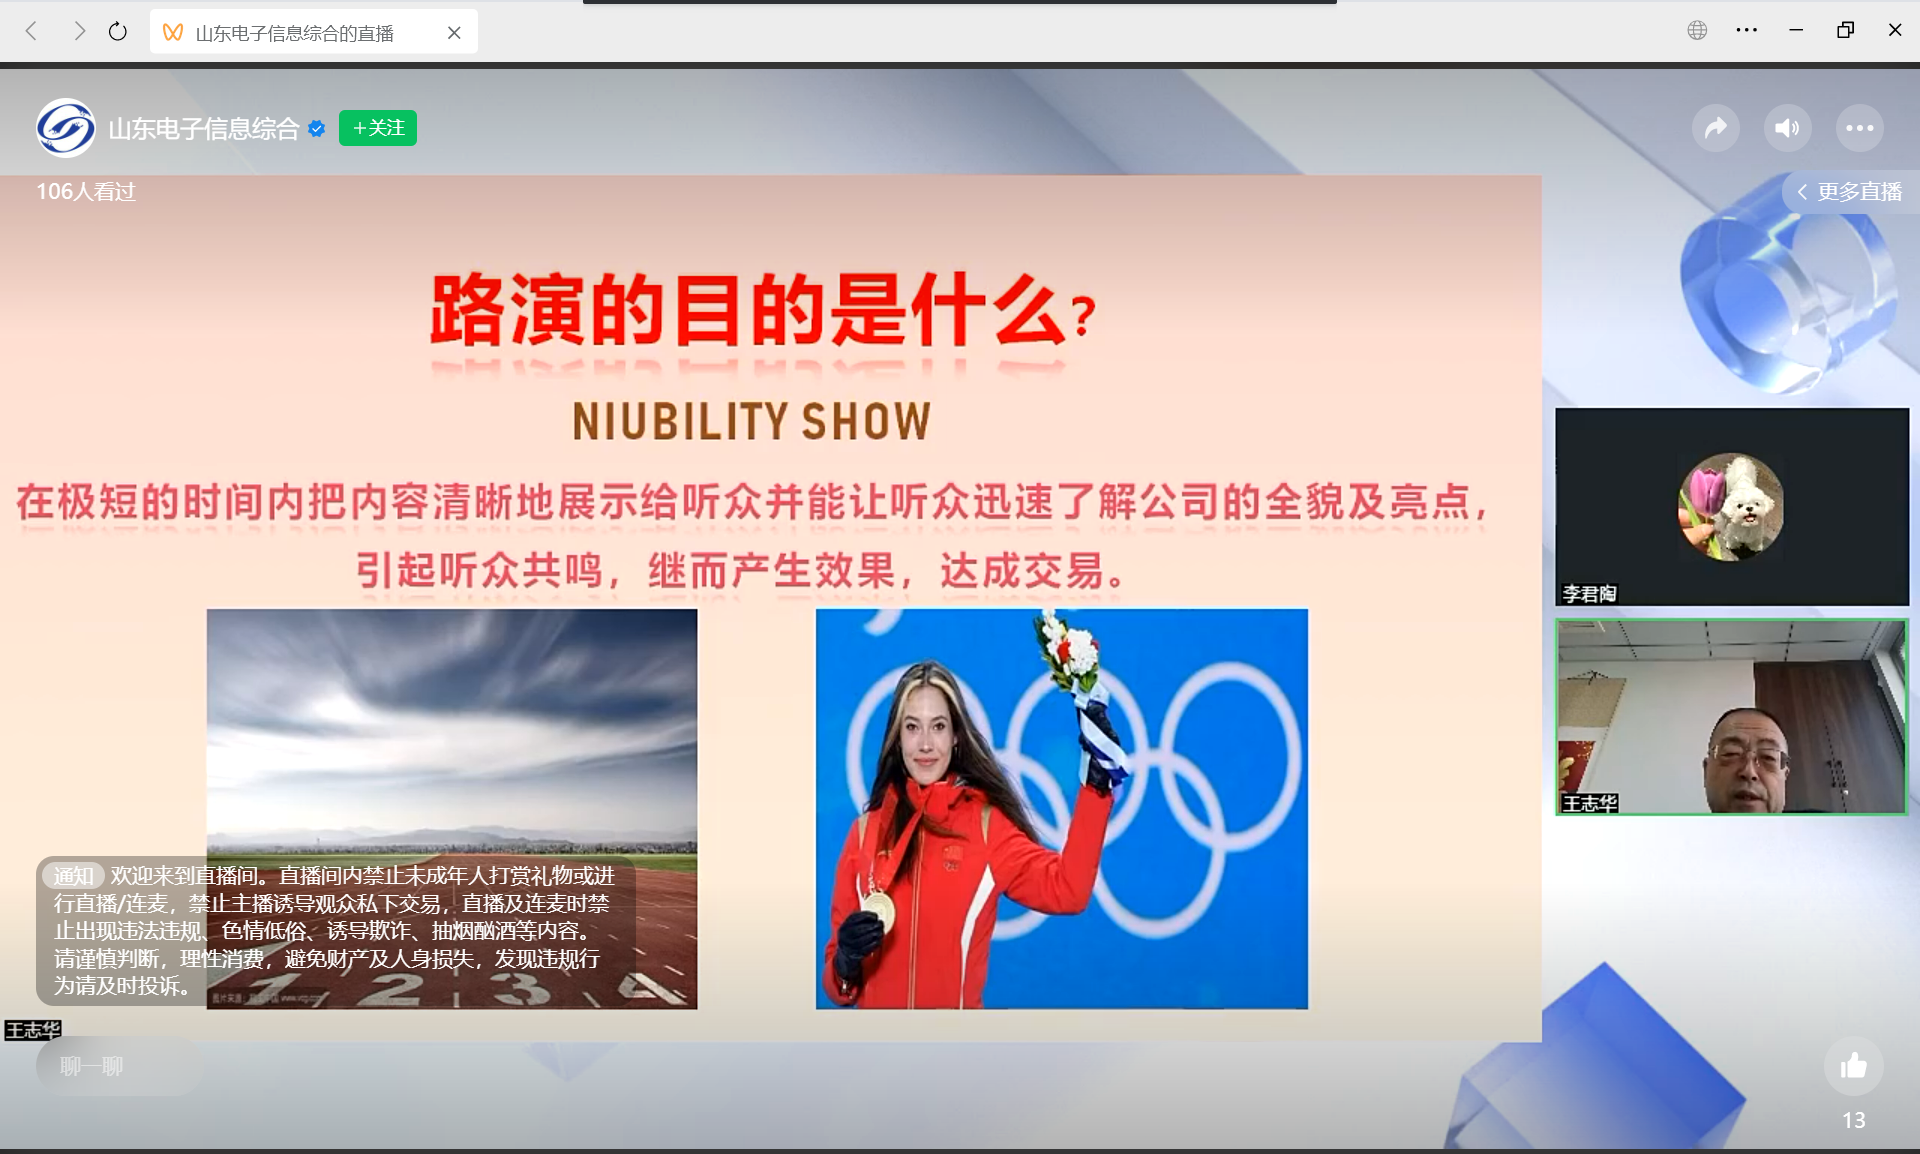 山东电子信息综合的直播
山东电子信息综合
+关注
106人看过
更多直播
路演的目的是什么?
NIUBILITY SHOW
在极短的时间内把内容清晰地展示给听众并能让听众迅速了解公司的全貌及亮点，
引起听众共鸣，继而产生效果，达成交易。
李君陶
王志华
通知 欢迎来到直播间。直播间内禁止未成年人打赏礼物或进
行直播/连麦，禁止主播诱导观众私下交易，直播及连麦时禁
止出现违法违规、色情低俗、诱导欺诈、抽烟酗酒等内容。
请谨慎判断，理性消费，避免财产及人身损失，发现违规行
为请及时投诉。
1 2 3 4
王志华
聊一聊
13